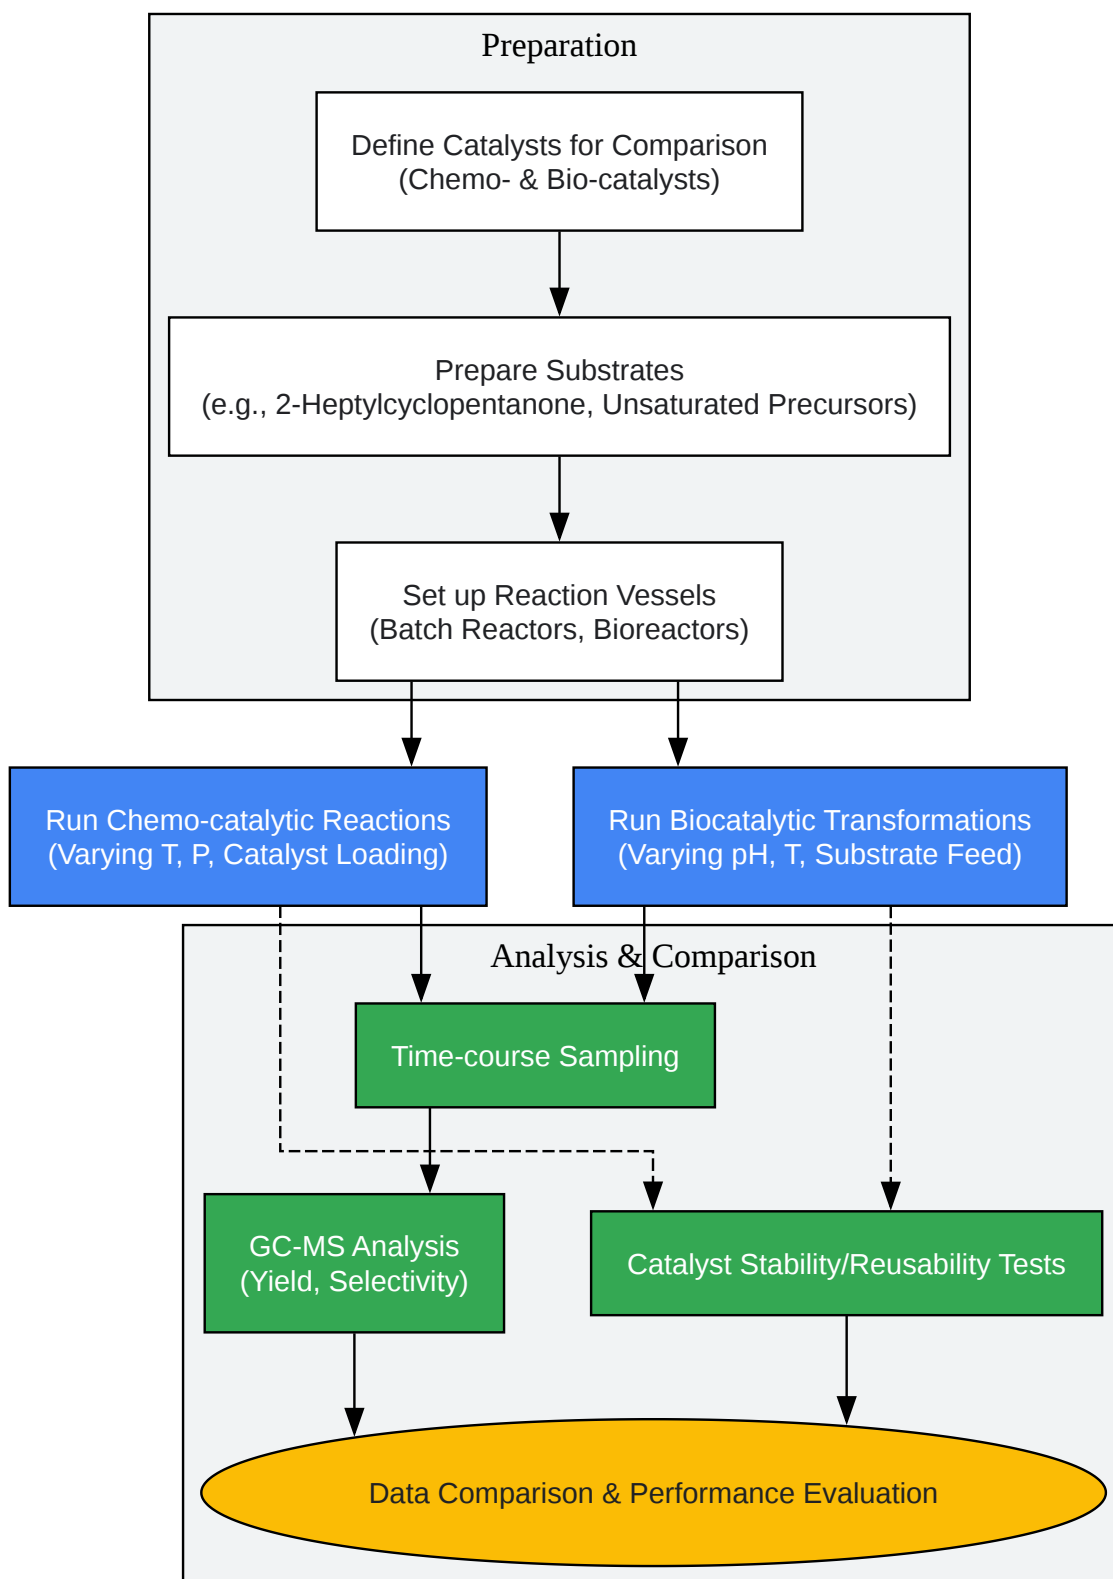 Preparation
Define Catalysts for Comparison
(Chemo- & Bio-catalysts)
Prepare Substrates
(e.g., 2-Heptylcyclopentanone, Unsaturated Precursors)
Set up Reaction Vessels
(Batch Reactors, Bioreactors)
Run Chemo-catalytic Reactions
(Varying T, P, Catalyst Loading)
Run Biocatalytic Transformations
(Varying pH, T, Substrate Feed)
Analysis & Comparison
Time-course Sampling
GC-MS Analysis
(Yield, Selectivity)
Catalyst Stability/Reusability Tests
Data Comparison & Performance Evaluation